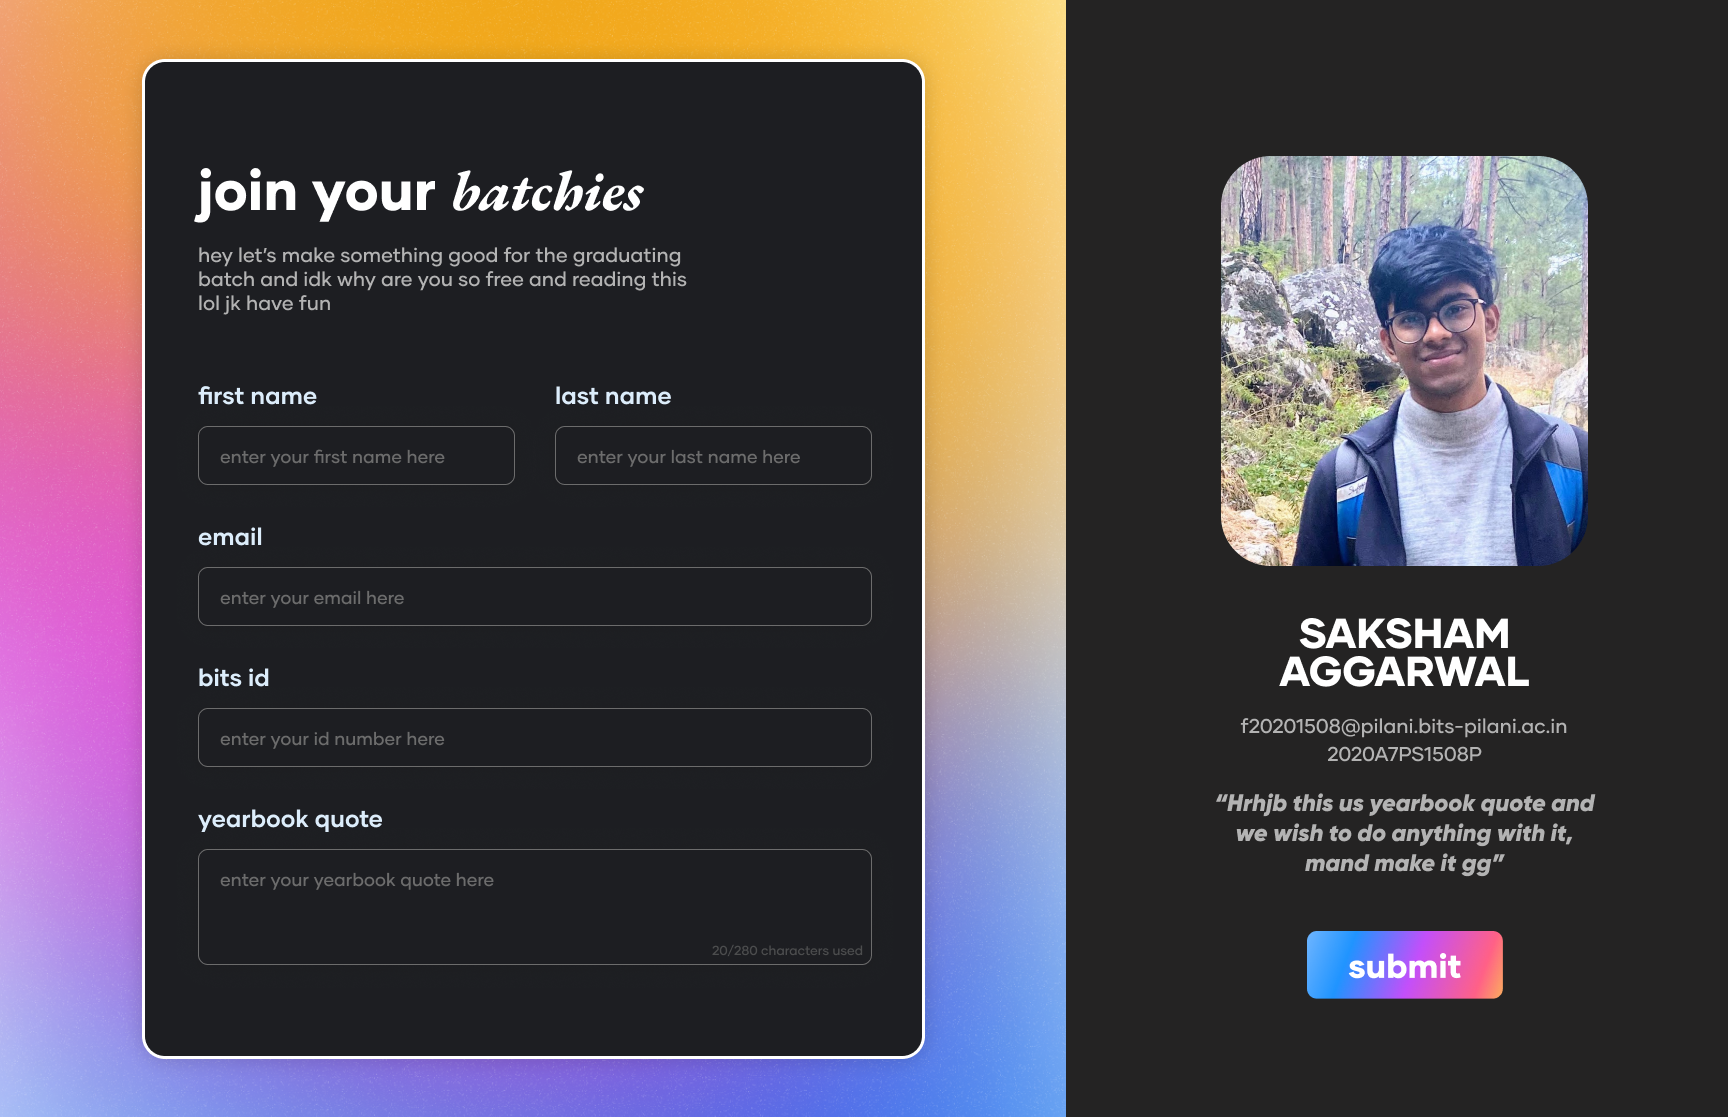 join your batchies
hey let’s make something good for the graduating
batch and idk why are you so free and reading this
lol jk have fun
first name
last name
enter your first name here
enter your last name here
email
enter your email here
bits id
enter your id number here
yearbook quote
enter your yearbook quote here
20/280 characters used
SAKSHAM
AGGARWAL
f20201508@pilani.bits-pilani.ac.in
2020A7PS1508P
“Hrhjb this us yearbook quote and
we wish to do anything with it,
mand make it gg”
submit